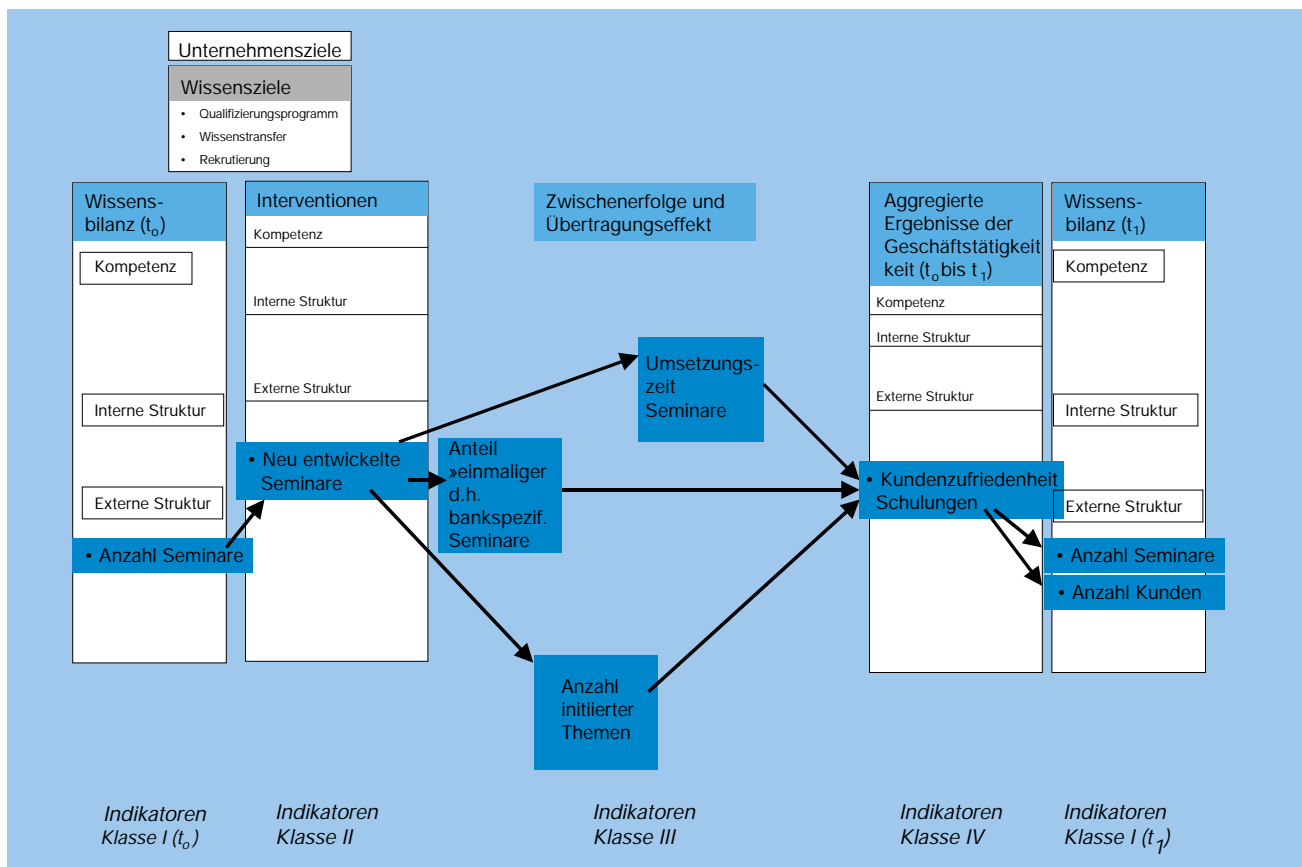 Unternehmensziele
Wissensziele
• Qualifizierungsprogramm
• Wissenstransfer
• Rekrutierung
Wissens-
bilanz (to)
Kompetenz
Interne Struktur
Externe Struktur
• Anzahl Seminare
Interventionen
Kompetenz
Interne Struktur
Externe Struktur
• Neu entwickelte
Seminare
Zwischenerfolge und
Übertragungseffekt
Umsetzungs-
zeit
Seminare
Anteil
»einmaliger
d.h.
bankspezif.
Seminare
Anzahl
initiierter
Themen
Aggregierte
Ergebnisse der
Geschäftstätigkeit
keit (to bis t1)
Kompetenz
Interne Struktur
Externe Struktur
• Kundenzufriedenheit
Schulungen
Wissens-
bilanz (t1)
Kompetenz
Interne Struktur
Externe Struktur
• Anzahl Seminare
• Anzahl Kunden
Indikatoren
Klasse I (to)
Indikatoren
Klasse II
Indikatoren
Klasse III
Indikatoren
Klasse IV
Indikatoren
Klasse I (t1)